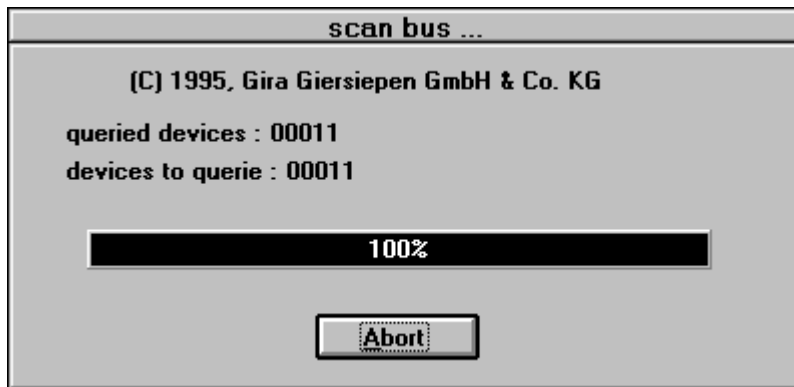 scan bus ...
(C) 1995, Gira Giersiepen GmbH & Co. KG
queried devices : 00011
devices to querie : 00011
100%
Abort